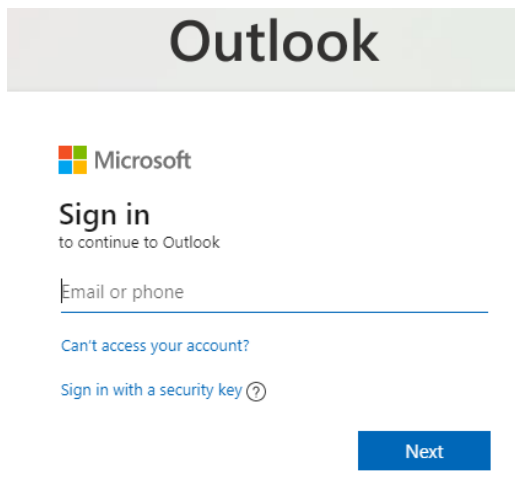 Outlook
Microsoft
Sign in
to continue to Outlook
Email or phone
Can't access your account?
Sign in with a security key ?
Next